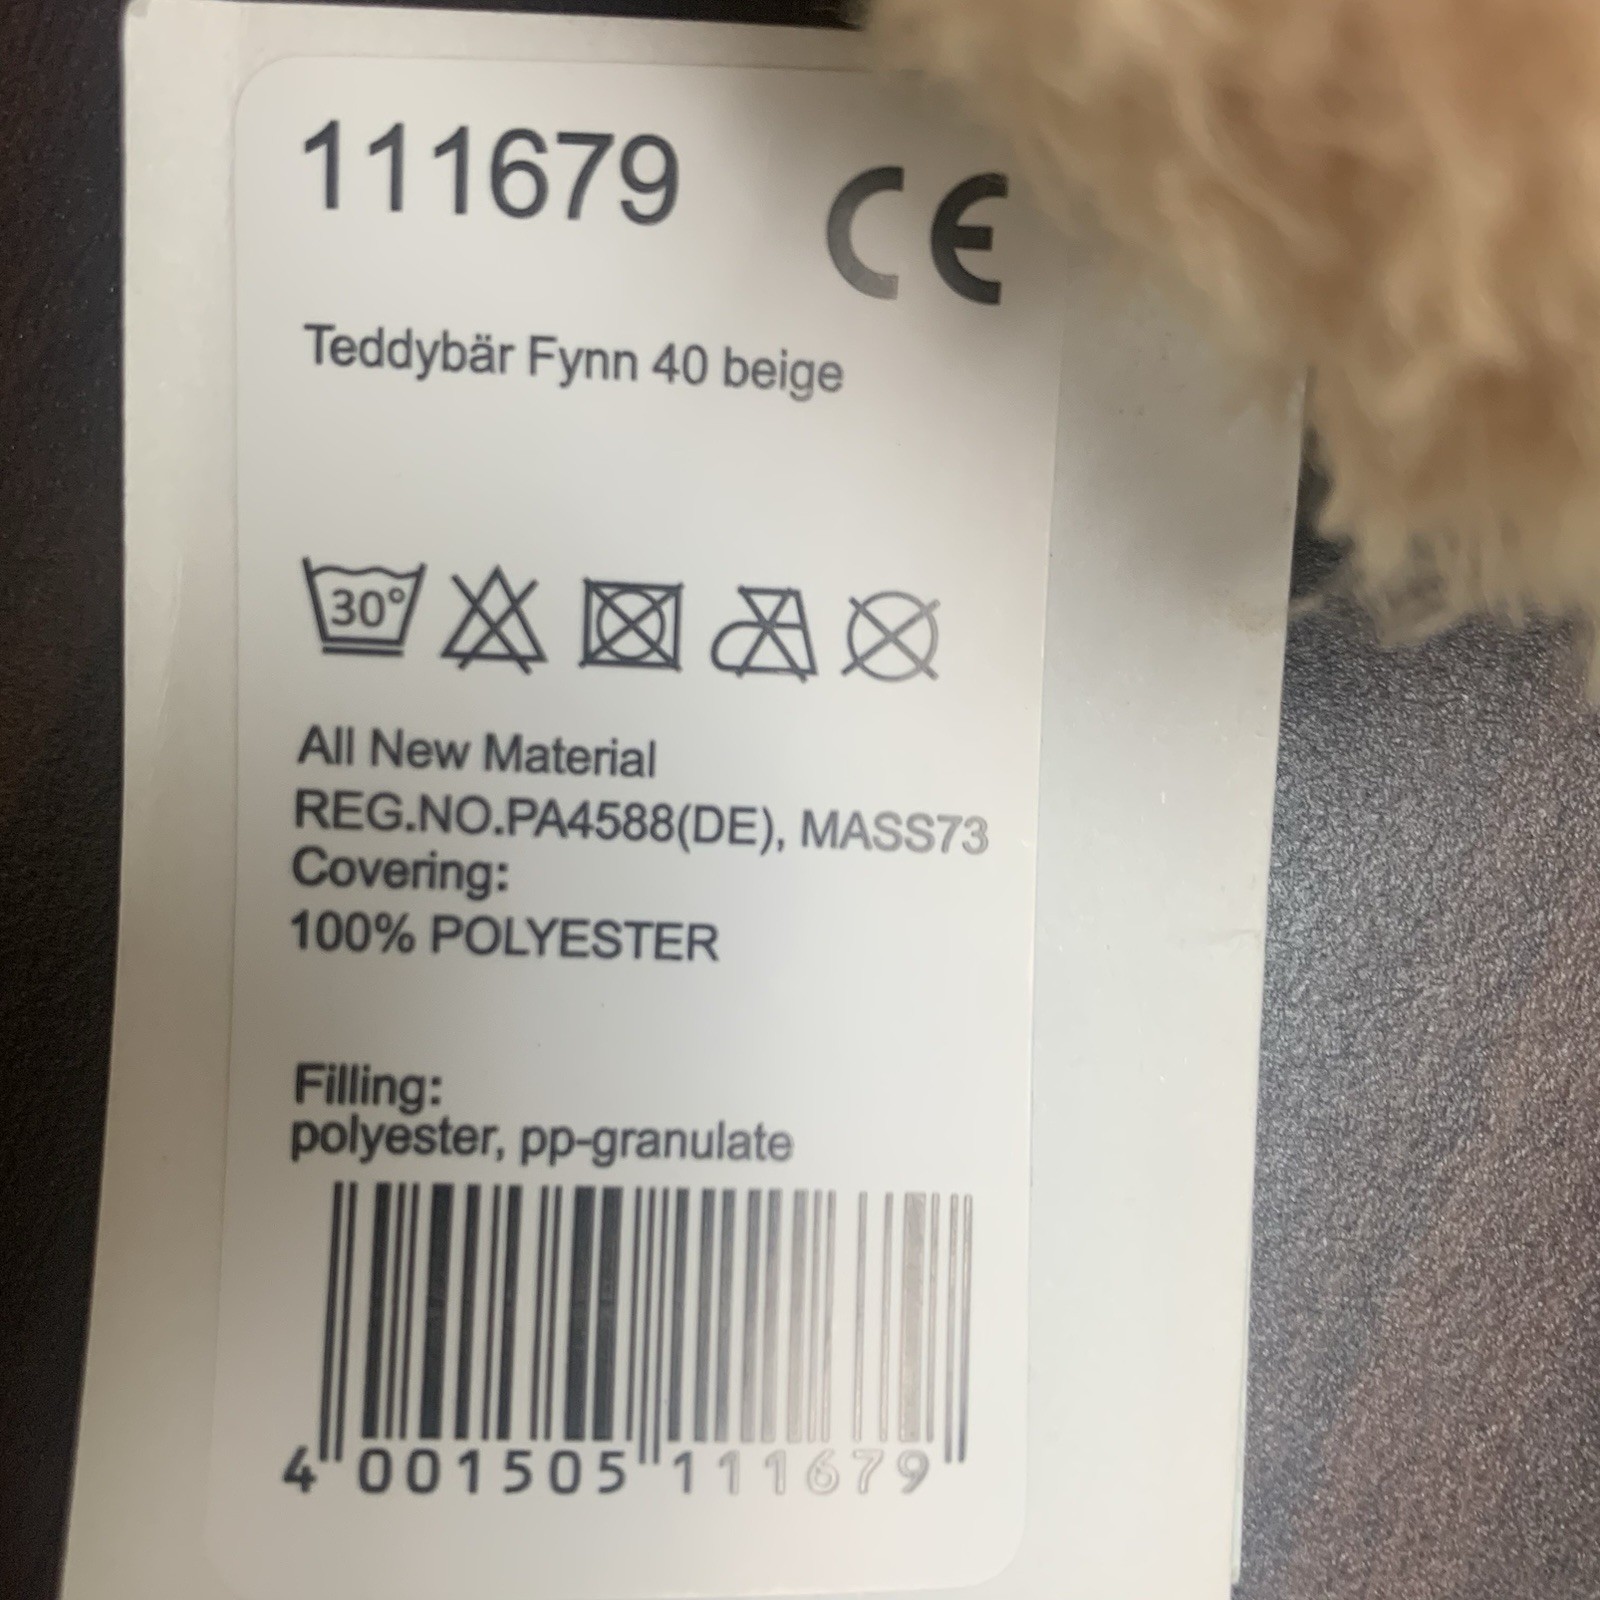 111679
CE
Teddybär Fynn 40 beige
30°
All New Material
REG.NO.PA4588(DE), MASS73
Covering:
100% POLYESTER
Filling:
polyester, pp-granulate
4 001505 111679